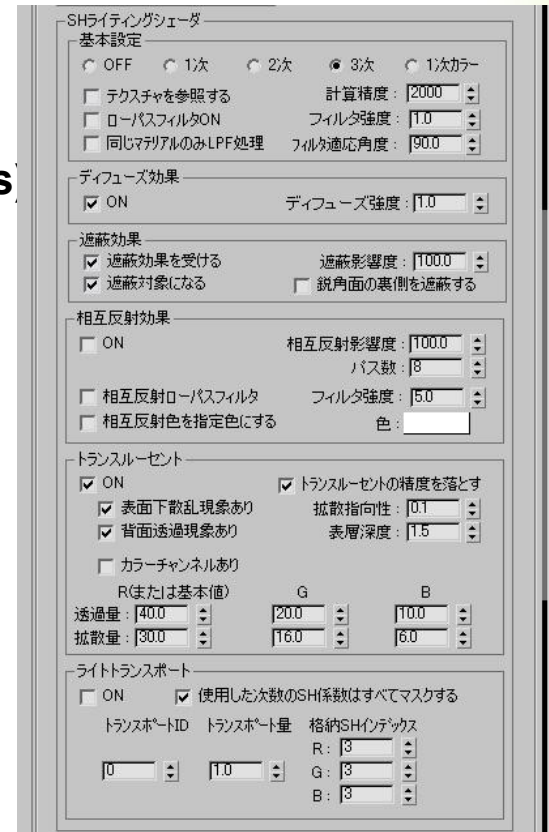 SHライティングシェーダ
基本設定
OFF 1次 2次 3次 1次カラー
テクスチャを参照する 計算精度：2000
ローパスフィルタON フィルタ強度：1.0
同じマテリアルのみLPF処理 フィルタ適応角度：90.0
s)
ディフューズ効果
ON ディフューズ強度：1.0
遮蔽効果
遮蔽効果を受ける 遮蔽影響度：100.0
遮蔽対象になる 鋭角面の裏側を遮蔽する
相互反射効果
ON 相互反射影響度：100.0
パス数：8
相互反射ローパスフィルタ フィルタ強度：5.0
相互反射色を指定色にする 色：
トランスルーセント
ON トランスルーセントの精度を落とす
表面下散乱現象あり 拡散指向性：0.1
背面透過現象あり 表層深度：1.5
カラーチャンネルあり
R(または基本値) G B
透過量：40.0 20.0 10.0
拡散量：30.0 16.0 6.0
ライトトランスポート
ON 使用した次数のSH係数はすべてマスクする
トランスポートID トランスポート量 格納SHインデックス
R：3
0 1.0 G：3
B：3